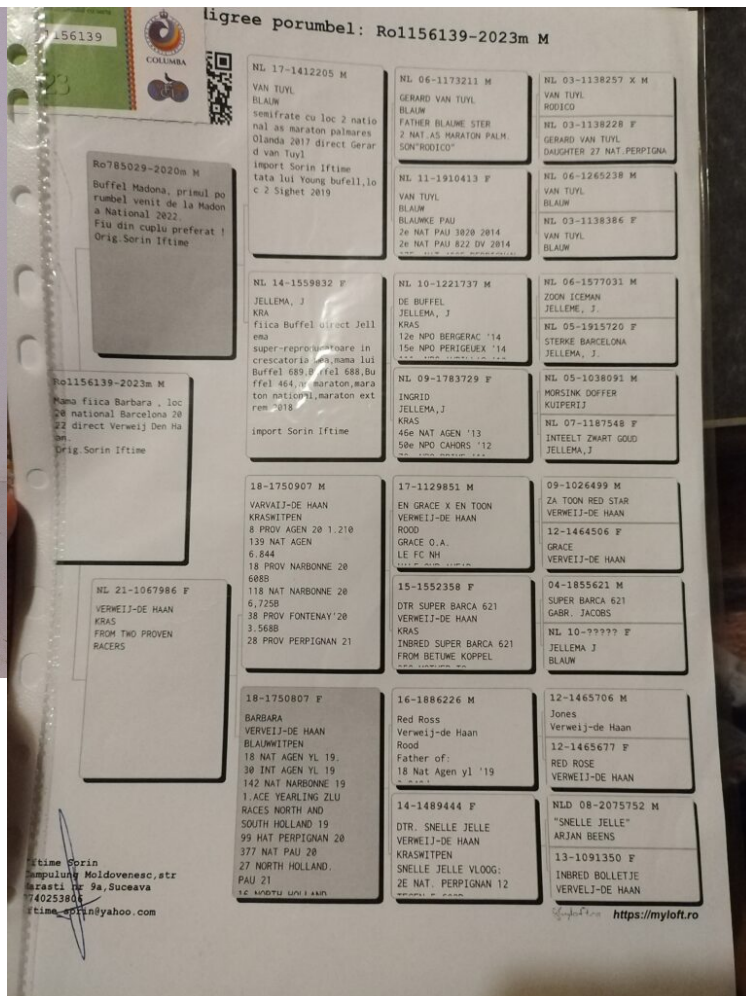 1156139
COLUMBA
23
igree porumbel: Ro1156139-2023m M
Ro785029-2020m M
Buffel Madona, primul po
rumbel venit de la Madon
a National 2022.
Fiu din cuplu preferat !
Orig.Sorin Iftime
Ro1156139-2023m M
Mama fiica Barbara , loc
20 national Barcelona 20
22 direct Verweij Den Ha
an.
Orig.Sorin Iftime
NL 21-1067986 F
VERWEIJ-DE HAAN
KRAS
FROM TWO PROVEN
RACERS
NL 17-1412205 M
VAN TUYL
BLAUW
semifrate cu loc 2 natio
nal as maraton palmares
Olanda 2017 direct Gerar
d van Tuyl
import Sorin Iftime
tata lui Young bufell,lo
c 2 Sighet 2019
NL 14-1559832 F
JELLEMA, J
KRA
fiica Buffel direct Jell
ema
super-reproducatoare in
crescatoria mea,mama lui
Buffel 689,Buffel 688,Bu
ffel 464,as maraton,mara
ton national,maraton ext
rem 2018
import Sorin Iftime
18-1750907 M
VARVAIJ-DE HAAN
KRASWITPEN
8 PROV AGEN 20 1.210
139 NAT AGEN
6.844
18 PROV NARBONNE 20
608B
118 NAT NARBONNE 20
6,725B
38 PROV FONTENAY'20
3.568B
28 PROV PERPIGNAN 21
18-1750807 F
BARBARA
VERVEIJ-DE HAAN
BLAUWWITPEN
18 NAT AGEN YL 19.
30 INT AGEN YL 19
142 NAT NARBONNE 19
1.ACE YEARLING ZLU
RACES NORTH AND
SOUTH HOLLAND 19
99 HAT PERPIGNAN 20
377 NAT PAU 20
27 NORTH HOLLAND.
PAU 21
16 NORTH HOLLAND
NL 06-1173211 M
GERARD VAN TUYL
BLAUW
FATHER BLAUWE STER
2 NAT.AS MARATON PALM.
SON"RODICO"
NL 11-1910413 F
VAN TUYL
BLAUW
BLAUWKE PAU
2e NAT PAU 3020 2014
2e NAT PAU 822 DV 2014
NL 10-1221737 M
DE BUFFEL
JELLEMA, J
KRAS
12e NPO BERGERAC '14
15e NPO PERIGEUEX '14
NL 09-1783729 F
INGRID
JELLEMA,J
KRAS
46e NAT AGEN '13
50e NPO CAHORS '12
17-1129851 M
EN GRACE X EN TOON
VERWEIJ-DE HAAN
ROOD
GRACE O.A.
LE FC NH
15-1552358 F
DTR SUPER BARCA 621
VERWEIJ-DE HAAN
KRAS
INBRED SUPER BARCA 621
FROM BETUWE KOPPEL
16-1886226 M
Red Ross
Verweij-de Haan
Rood
Father of:
18 Nat Agen yl '19
14-1489444 F
DTR. SNELLE JELLE
VERWEIJ-DE HAAN
KRASWITPEN
SNELLE JELLE VLOOG:
2E NAT. PERPIGNAN 12
NL 03-1138257 X M
VAN TUYL
RODICO
NL 03-1138228 F
GERARD VAN TUYL
DAUGHTER 27 NAT.PERPIGNA
NL 06-1265238 M
VAN TUYL
BLAUW
NL 03-1138386 F
VAN TUYL
BLAUW
NL 06-1577031 M
ZOON ICEMAN
JELLEME, J.
NL 05-1915720 F
STERKE BARCELONA
JELLEMA, J.
NL 05-1038091 M
MORSINK DOFFER
KUIPERIJ
NL 07-1187548 F
INTEELT ZWART GOUD
JELLEMA,J
09-1026499 M
ZA TOON RED STAR
VERWEIJ-DE HAAN
12-1464506 F
GRACE
VERVEIJ-DE HAAN
04-1855621 M
SUPER BARCA 621
GABR. JACOBS
NL 10-????? F
JELLEMA J
BLAUW
12-1465706 M
Jones
Verweij-de Haan
12-1465677 F
RED ROSE
VERWEIJ-DE HAAN
NLD 08-2075752 M
"SNELLE JELLE"
ARJAN BEENS
13-1091350 F
INBRED BOLLETJE
VERVELJ-DE HAAN
Iftime Sorin
Campulung Moldovenesc,str
Marasti nr 9a,Suceava
0740253806
iftime_sorin@yahoo.com
https://myloft.ro